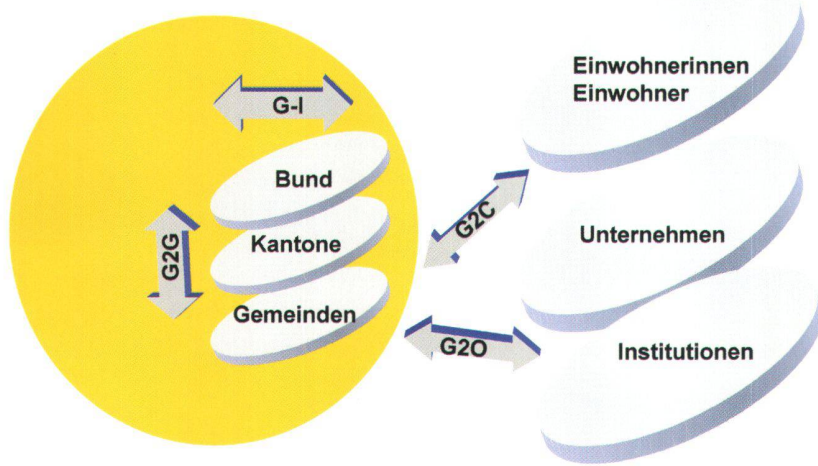 G-I
Bund
G2G
Kantone
Gemeinden
G2C
G2O
Einwohnerinnen
Einwohner
Unternehmen
Institutionen